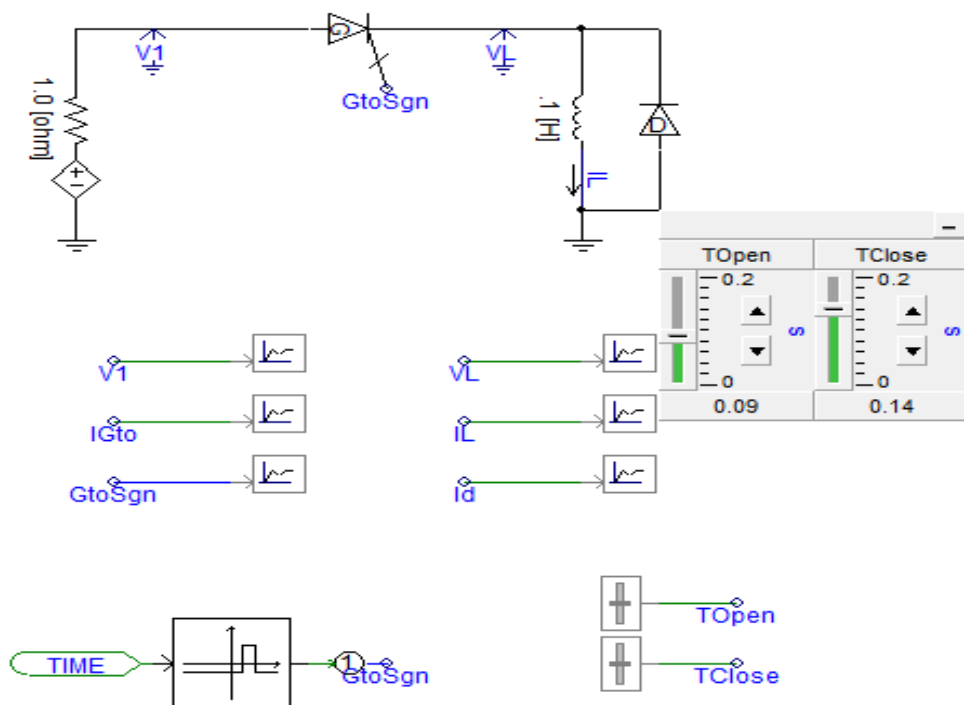 G
V1
VL
GtoSgn
1.0 [ohm]
+
-
.1 [H]
D
IL
TOpen TClose
0.2 0.2
s s
0 0
0.09 0.14
V1 VL
IGto IL
GtoSgn Id
TOpen
TIME 1 GtoSgn TClose